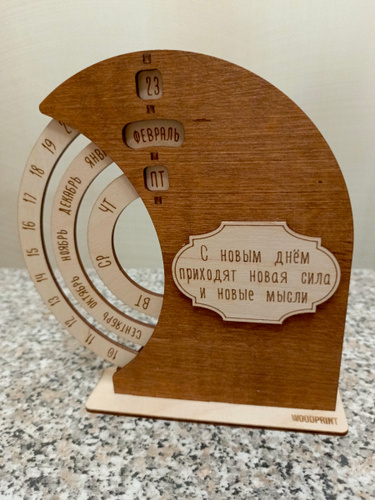 23
ФЕВРАЛЬ
ПТ
С новым днём
приходят новая сила
и новые мысли
WOODPRINT
19
18
17
16
15
14
13
12
11
10
ЯНВ
ДЕКАБРЬ
НОЯБРЬ
ОКТЯБРЬ
СЕНТЯБРЬ
ЧТ
СР
ВТ